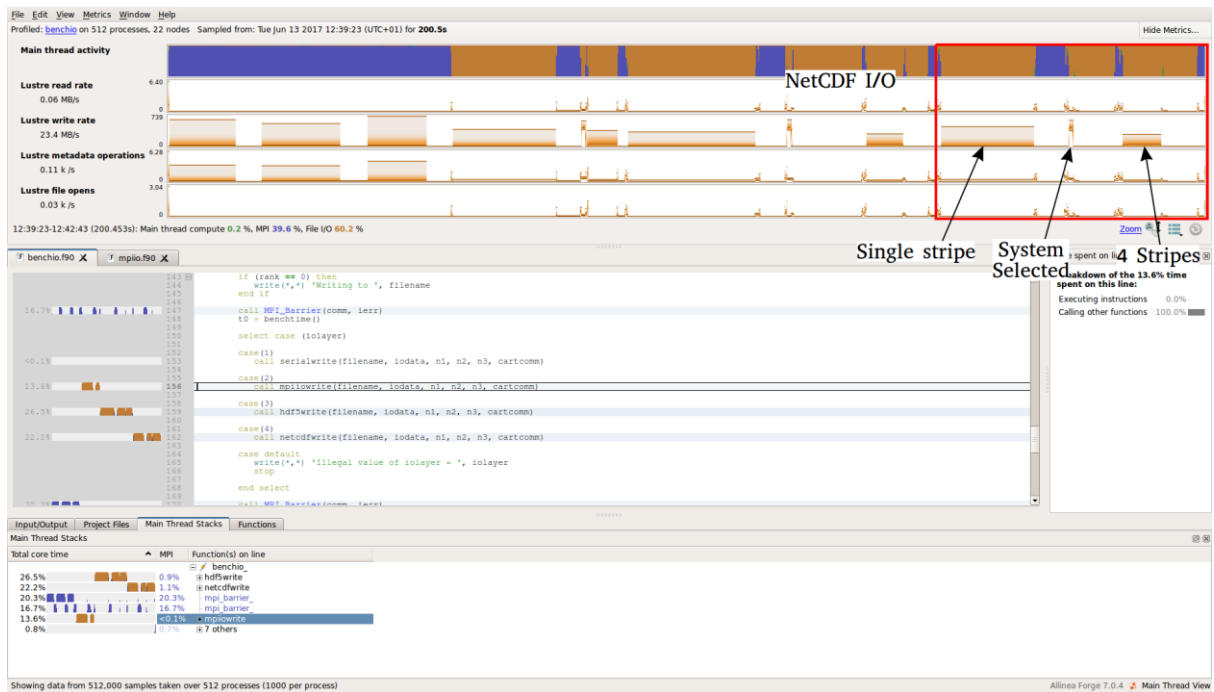 File Edit View Metrics Window Help
Profiled: benchio on 512 processes, 22 nodes Sampled from: Tue Jun 13 2017 12:39:23 (UTC+01) for 200.5s
Hide Metrics...
Main thread activity
NetCDF I/O
Lustre read rate
0.06 MB/s
6.40
0
Lustre write rate
23.4 MB/s
739
0
Lustre metadata operations
0.11 k /s
6.28
0
Lustre file opens
0.03 k /s
3.04
0
12:39:23-12:42:43 (200.453s): Main thread compute 0.2 %, MPI 39.6 %, File I/O 60.2 %
Zoom
Single stripe
System
Selected
4 Stripes
benchio.f90 X mpiio.f90 X
spent on
143 if (rank == 0) then
144 write(*,*) 'Writing to ', filename
145 end if
146
16.7% 147 call MPI_Barrier(comm, ierr)
148 t0 = benchtime()
149
150 select case (iolayer)
151
152 case(1)
<0.1% 153 call serialwrite(filename, iodata, n1, n2, n3, cartcomm)
154
155 case(2)
13.6% 156 call mpiiowrite(filename, iodata, n1, n2, n3, cartcomm)
157
158 case(3)
26.5% 159 call hdf5write(filename, iodata, n1, n2, n3, cartcomm)
160
161 case(4)
22.2% 162 call netcdfwrite(filename, iodata, n1, n2, n3, cartcomm)
163
164 case default
165 write(*,*) 'Illegal value of iolayer = ', iolayer
166 stop
167
168 end select
169
call MPI_Barrier(comm, ierr)
eakdown of the 13.6% time
spent on this line:
Executing instructions 0.0%
Calling other functions 100.0%
Input/Output Project Files Main Thread Stacks Functions
Main Thread Stacks
Total core time MPI Function(s) on line
benchio_
26.5% 0.9% hdf5write
22.2% 1.1% netcdfwrite
20.3% 20.3% mpi_barrier_
16.7% 16.7% mpi_barrier_
13.6% <0.1% mpiiowrite
0.8% 0.7% 7 others
Showing data from 512,000 samples taken over 512 processes (1000 per process)
Allinea Forge 7.0.4 Main Thread View